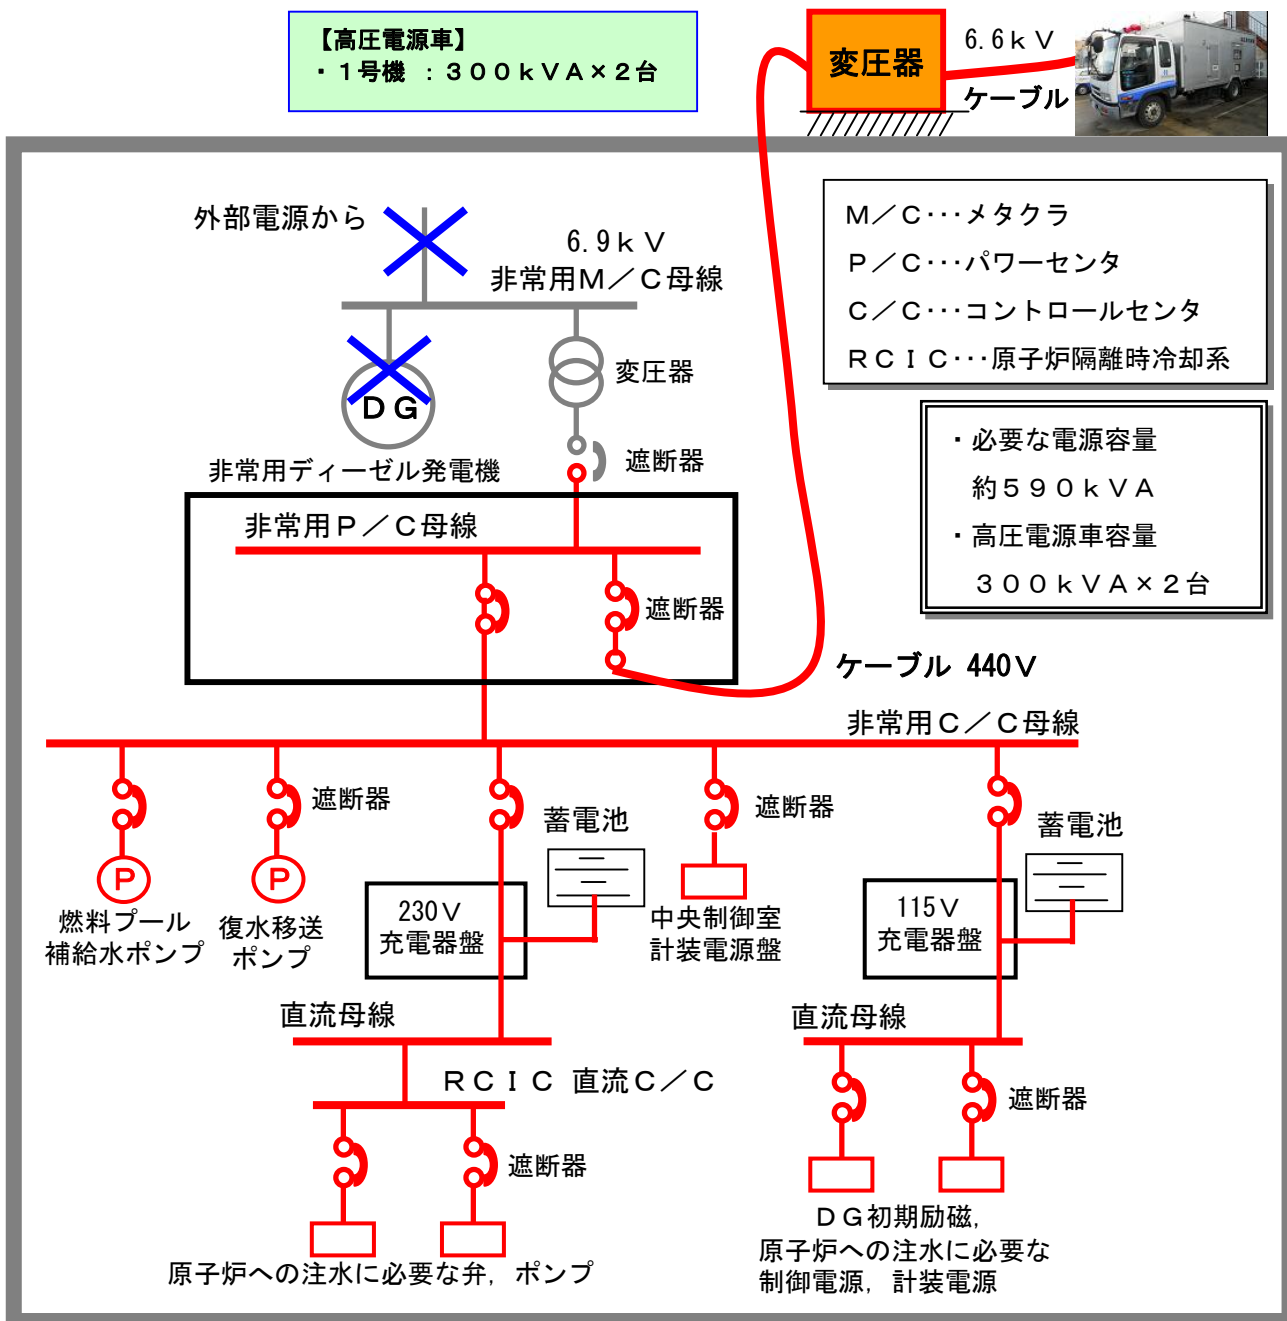 【高圧電源車】
・１号機 ：３００ｋＶＡ×２台
変圧器
6.6ｋＶ
ケーブル
外部電源から
6.9ｋＶ
非常用Ｍ／Ｃ母線
Ｍ／Ｃ･･･メタクラ
Ｐ／Ｃ･･･パワーセンタ
Ｃ／Ｃ･･･コントロールセンタ
ＲＣＩＣ･･･原子炉隔離時冷却系
変圧器
ＤＧ
非常用ディーゼル発電機
遮断器
・必要な電源容量
約５９０ｋＶＡ
・高圧電源車容量
３００ｋＶＡ×２台
非常用Ｐ／Ｃ母線
遮断器
ケーブル 440Ｖ
非常用Ｃ／Ｃ母線
遮断器
蓄電池
遮断器
蓄電池
Ｐ
Ｐ
燃料プール
補給水ポンプ
復水移送
ポンプ
230Ｖ
充電器盤
中央制御室
計装電源盤
115Ｖ
充電器盤
直流母線
直流母線
ＲＣＩＣ 直流Ｃ／Ｃ
遮断器
遮断器
原子炉への注水に必要な弁，ポンプ
ＤＧ初期励磁，
原子炉への注水に必要な
制御電源，計装電源